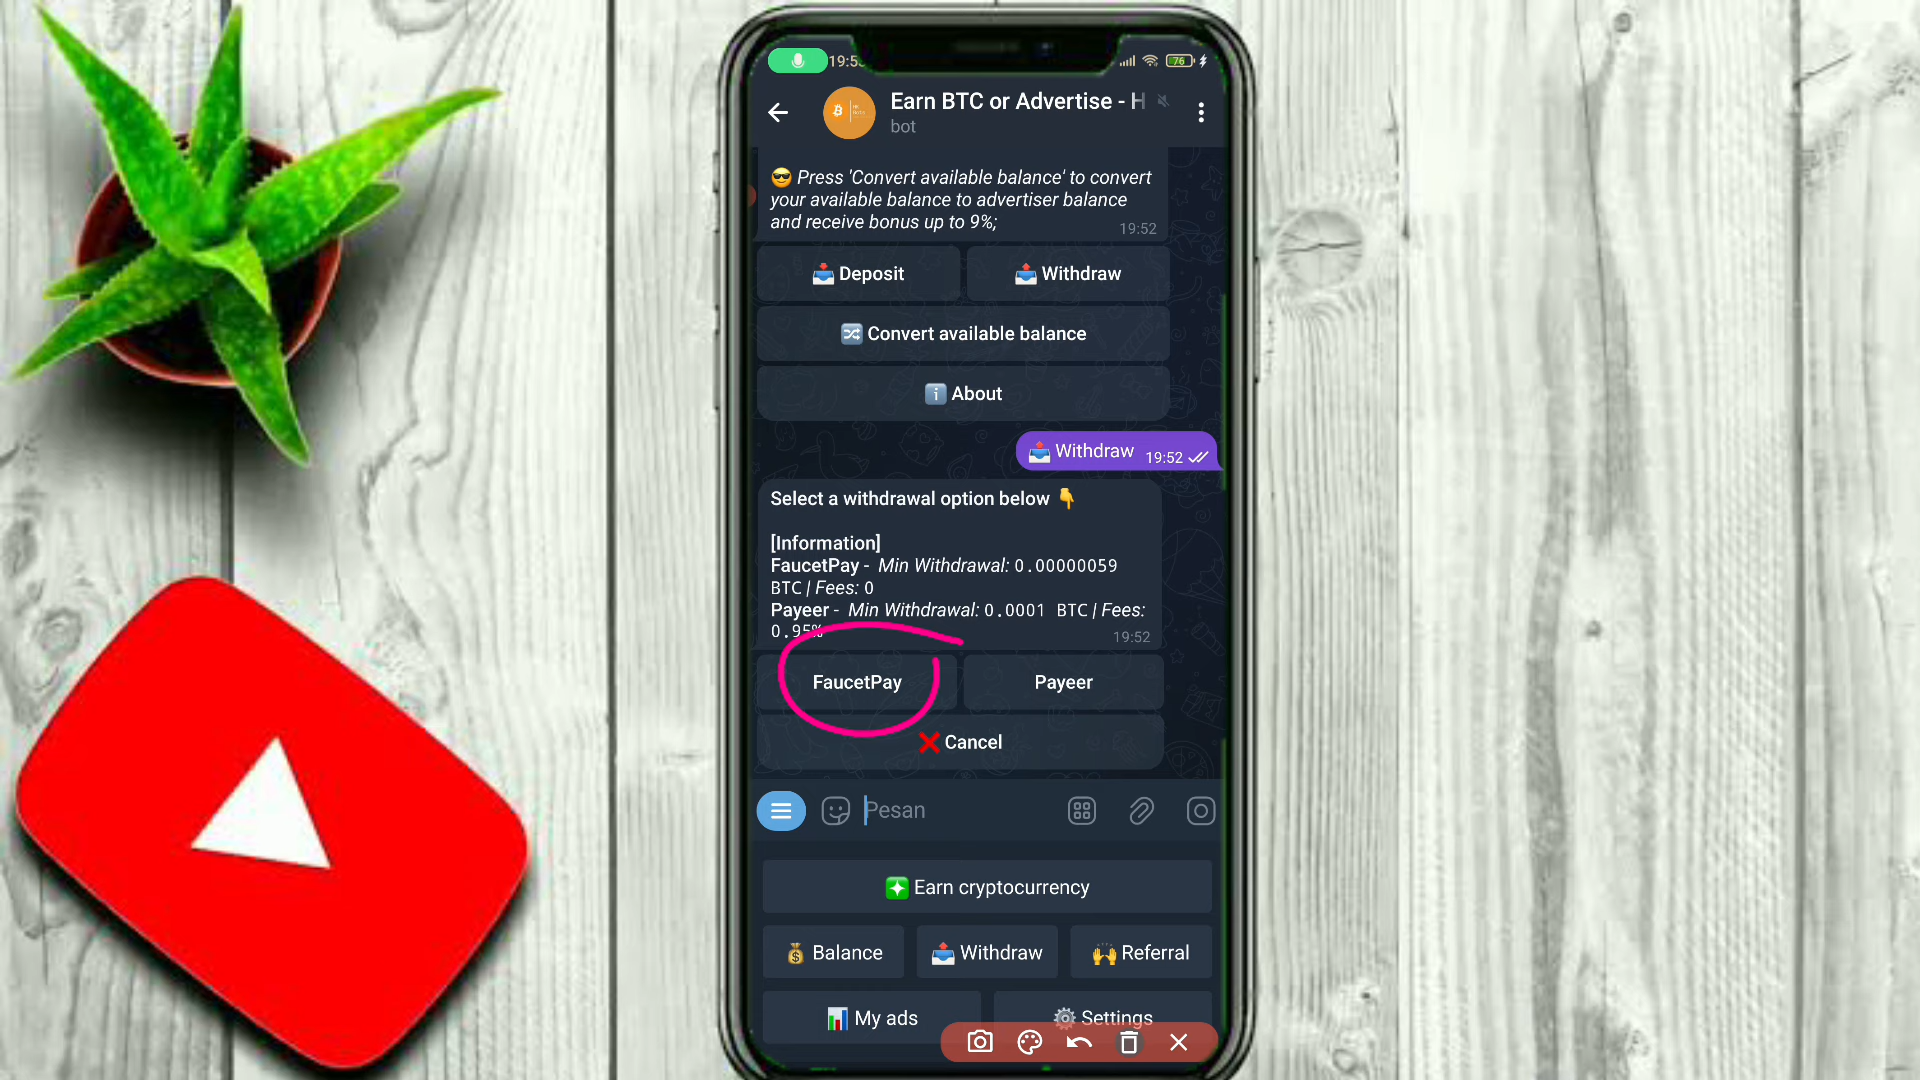 19:5
76
Earn BTC or Advertise - H
bot
😎 Press 'Convert available balance' to convert
your available balance to advertiser balance
and receive bonus up to 9%;
19:52
📥 Deposit
📤 Withdraw
🔀 Convert available balance
ℹ️ About
📤 Withdraw 19:52
Select a withdrawal option below 👇
[Information]
FaucetPay - Min Withdrawal: 0.00000059
BTC | Fees: 0
Payeer - Min Withdrawal: 0.0001 BTC | Fees:
0.95%
19:52
FaucetPay
Payeer
❌ Cancel
Pesan
Earn cryptocurrency
💰 Balance
📤 Withdraw
🙌 Referral
📊 My ads
⚙️ Settings